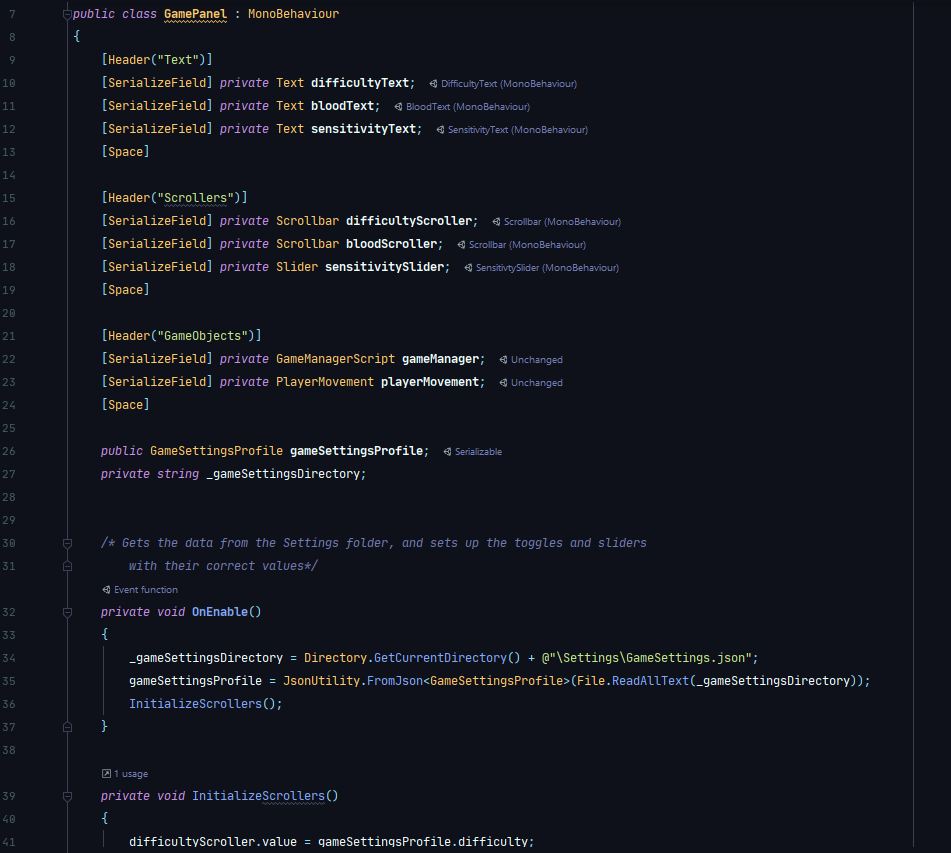 7 public class GamePanel : MonoBehaviour
8 {
9 [Header("Text")]
10 [SerializeField] private Text difficultyText; DifficultyText (MonoBehaviour)
11 [SerializeField] private Text bloodText; BloodText (MonoBehaviour)
12 [SerializeField] private Text sensitivityText; SensitivityText (MonoBehaviour)
13 [Space]
14
15 [Header("Scrollers")]
16 [SerializeField] private Scrollbar difficultyScroller; Scrollbar (MonoBehaviour)
17 [SerializeField] private Scrollbar bloodScroller; Scrollbar (MonoBehaviour)
18 [SerializeField] private Slider sensitivitySlider; SensitivtySlider (MonoBehaviour)
19 [Space]
20
21 [Header("GameObjects")]
22 [SerializeField] private GameManagerScript gameManager; Unchanged
23 [SerializeField] private PlayerMovement playerMovement; Unchanged
24 [Space]
25
26 public GameSettingsProfile gameSettingsProfile; Serializable
27 private string _gameSettingsDirectory;
28
29
30 /* Gets the data from the Settings folder, and sets up the toggles and sliders
31 with their correct values*/
Event function
32 private void OnEnable()
33 {
34 _gameSettingsDirectory = Directory.GetCurrentDirectory() + @"\Settings\GameSettings.json";
35 gameSettingsProfile = JsonUtility.FromJson<GameSettingsProfile>(File.ReadAllText(_gameSettingsDirectory));
36 InitializeScrollers();
37 }
38
1 usage
39 private void InitializeScrollers()
40 {
41 difficultyScroller.value = gameSettingsProfile.difficulty;